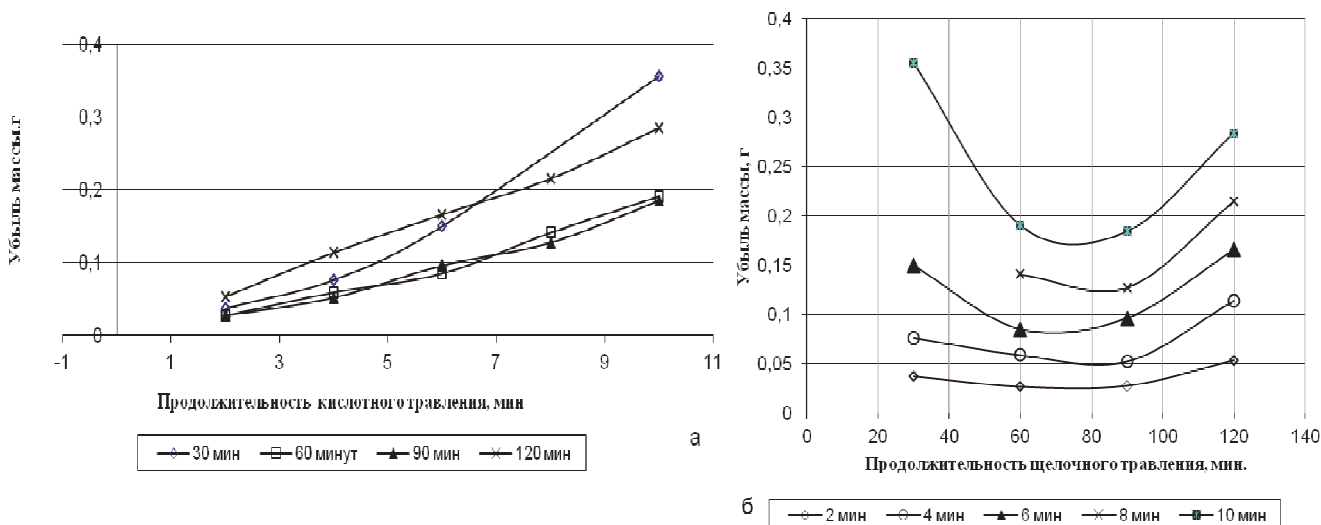 0,4
0,3
0,2
0,1
0
Убыль массы.г
-1 1 3 5 7 9 11
Продолжительность кислотного травления, мин
30 мин 60 минут 90 мин 120 мин
а
0,4
0,35
0,3
0,25
0,2
0,15
0,1
0,05
0
Убыль массы, г
0 20 40 60 80 100 120 140
Продолжительность щелочного травления, мин.
б
2 мин 4 мин 6 мин 8 мин 10 мин